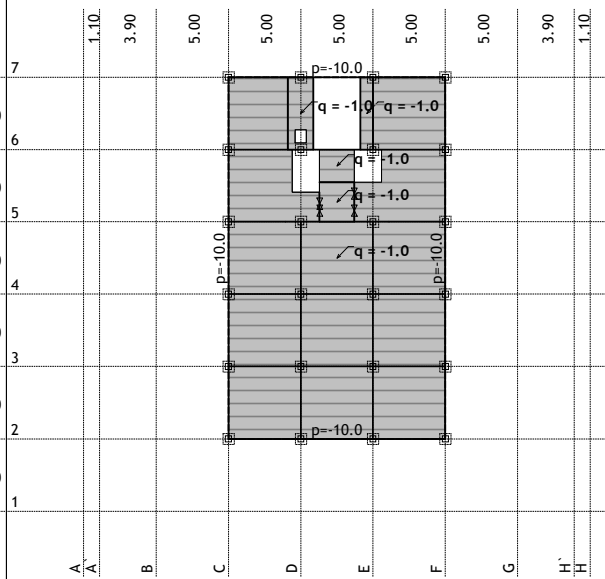 1.10
3.90
5.00
5.00
5.00
5.00
5.00
3.90
1.10
7
p=-10.0
q = -1.0
q = -1.0
6
q = -1.0
q = -1.0
5
p=-10.0
q = -1.0
p=-10.0
4
3
2
p=-10.0
1
A
A`
B
C
D
E
F
G
H`
H